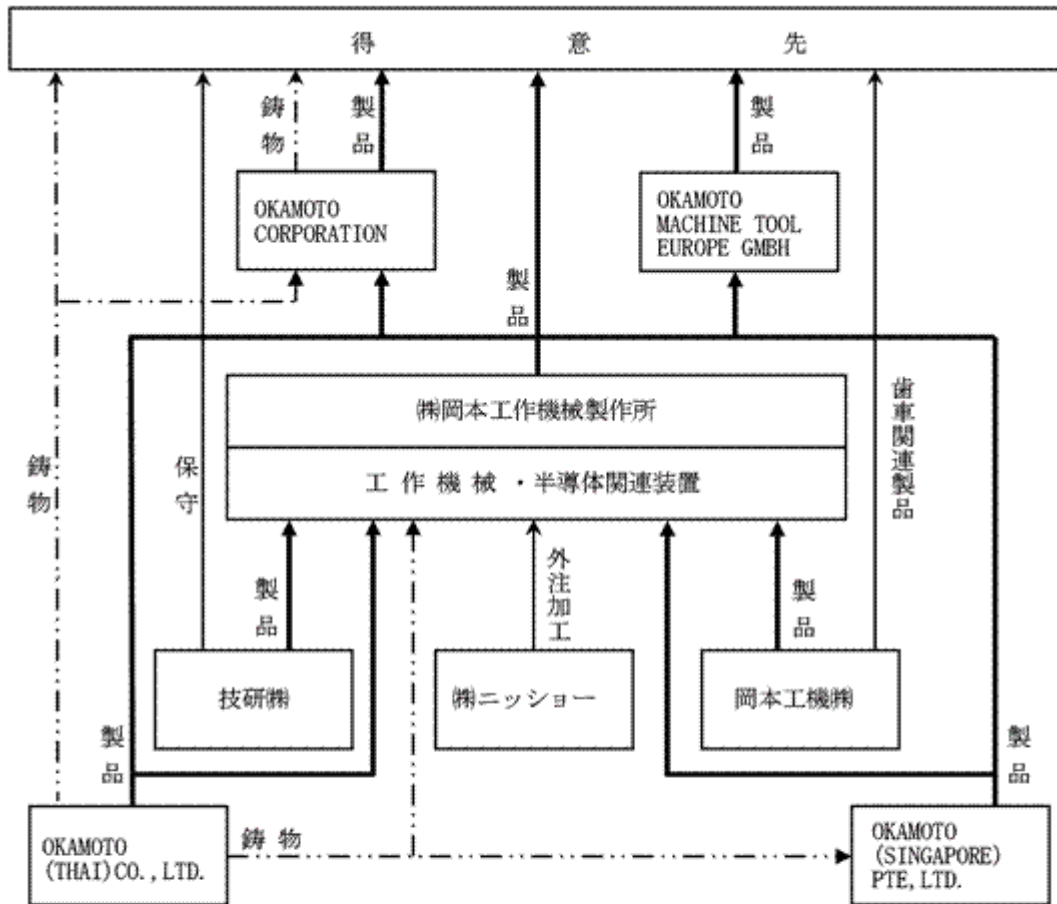 得意先
鋳物
製品
製品
OKAMOTO
CORPORATION
OKAMOTO
MACHINE TOOL
EUROPE GMBH
製品
㈱岡本工作機械製作所
工作機械・半導体関連装置
鋳物
保守
歯車関連製品
製品
外注加工
製品
技研㈱
㈱ニッショー
岡本工機㈱
製品
製品
OKAMOTO
(THAI)CO.,LTD.
鋳物
OKAMOTO
(SINGAPORE)
PTE,LTD.